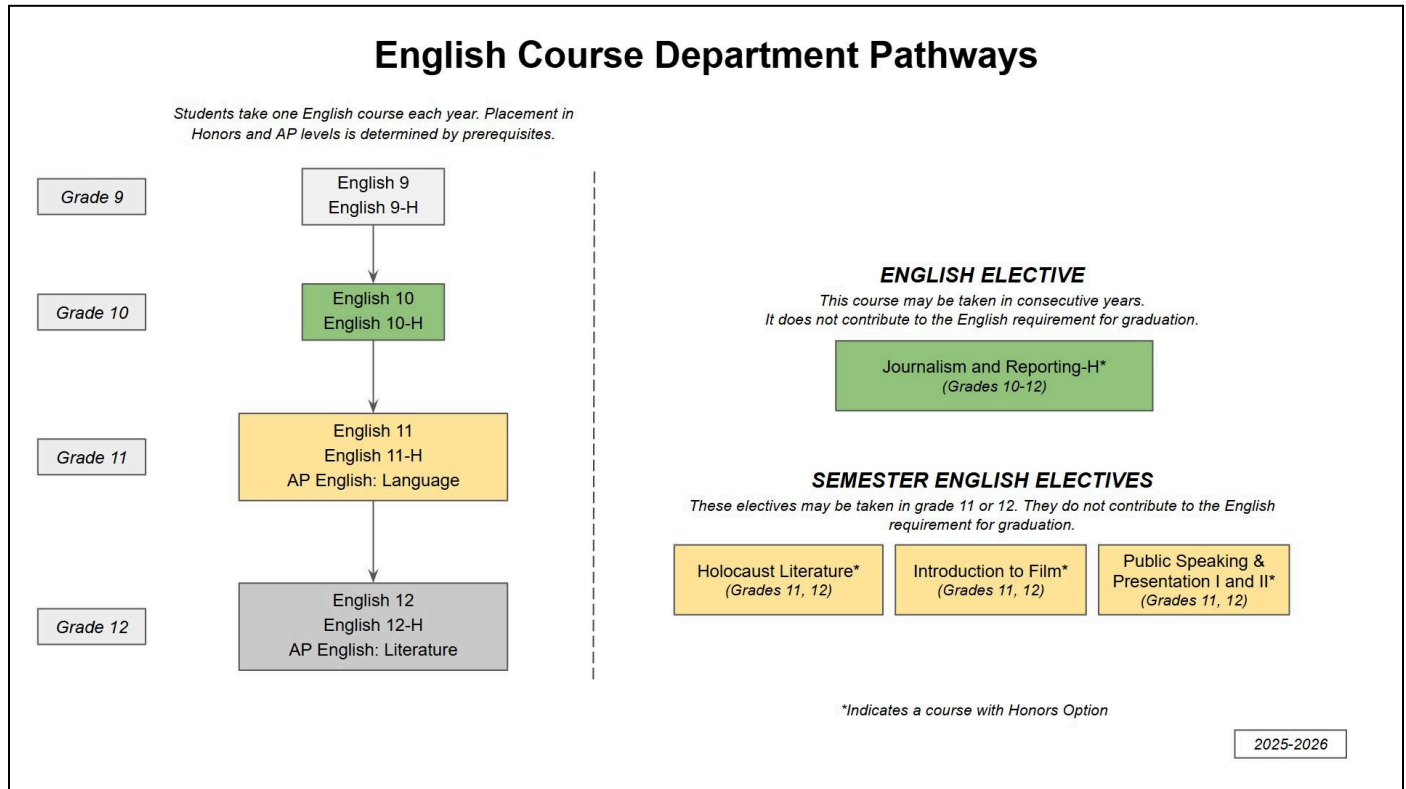 English Course Department Pathways
Students take one English course each year. Placement in
Honors and AP levels is determined by prerequisites.
Grade 9
English 9
English 9-H
Grade 10
English 10
English 10-H
Grade 11
English 11
English 11-H
AP English: Language
Grade 12
English 12
English 12-H
AP English: Literature
ENGLISH ELECTIVE
This course may be taken in consecutive years.
It does not contribute to the English requirement for graduation.
Journalism and Reporting-H*
(Grades 10-12)
SEMESTER ENGLISH ELECTIVES
These electives may be taken in grade 11 or 12. They do not contribute to the English
requirement for graduation.
Holocaust Literature*
(Grades 11, 12)
Introduction to Film*
(Grades 11, 12)
Public Speaking &
Presentation I and II*
(Grades 11, 12)
*Indicates a course with Honors Option
2025-2026